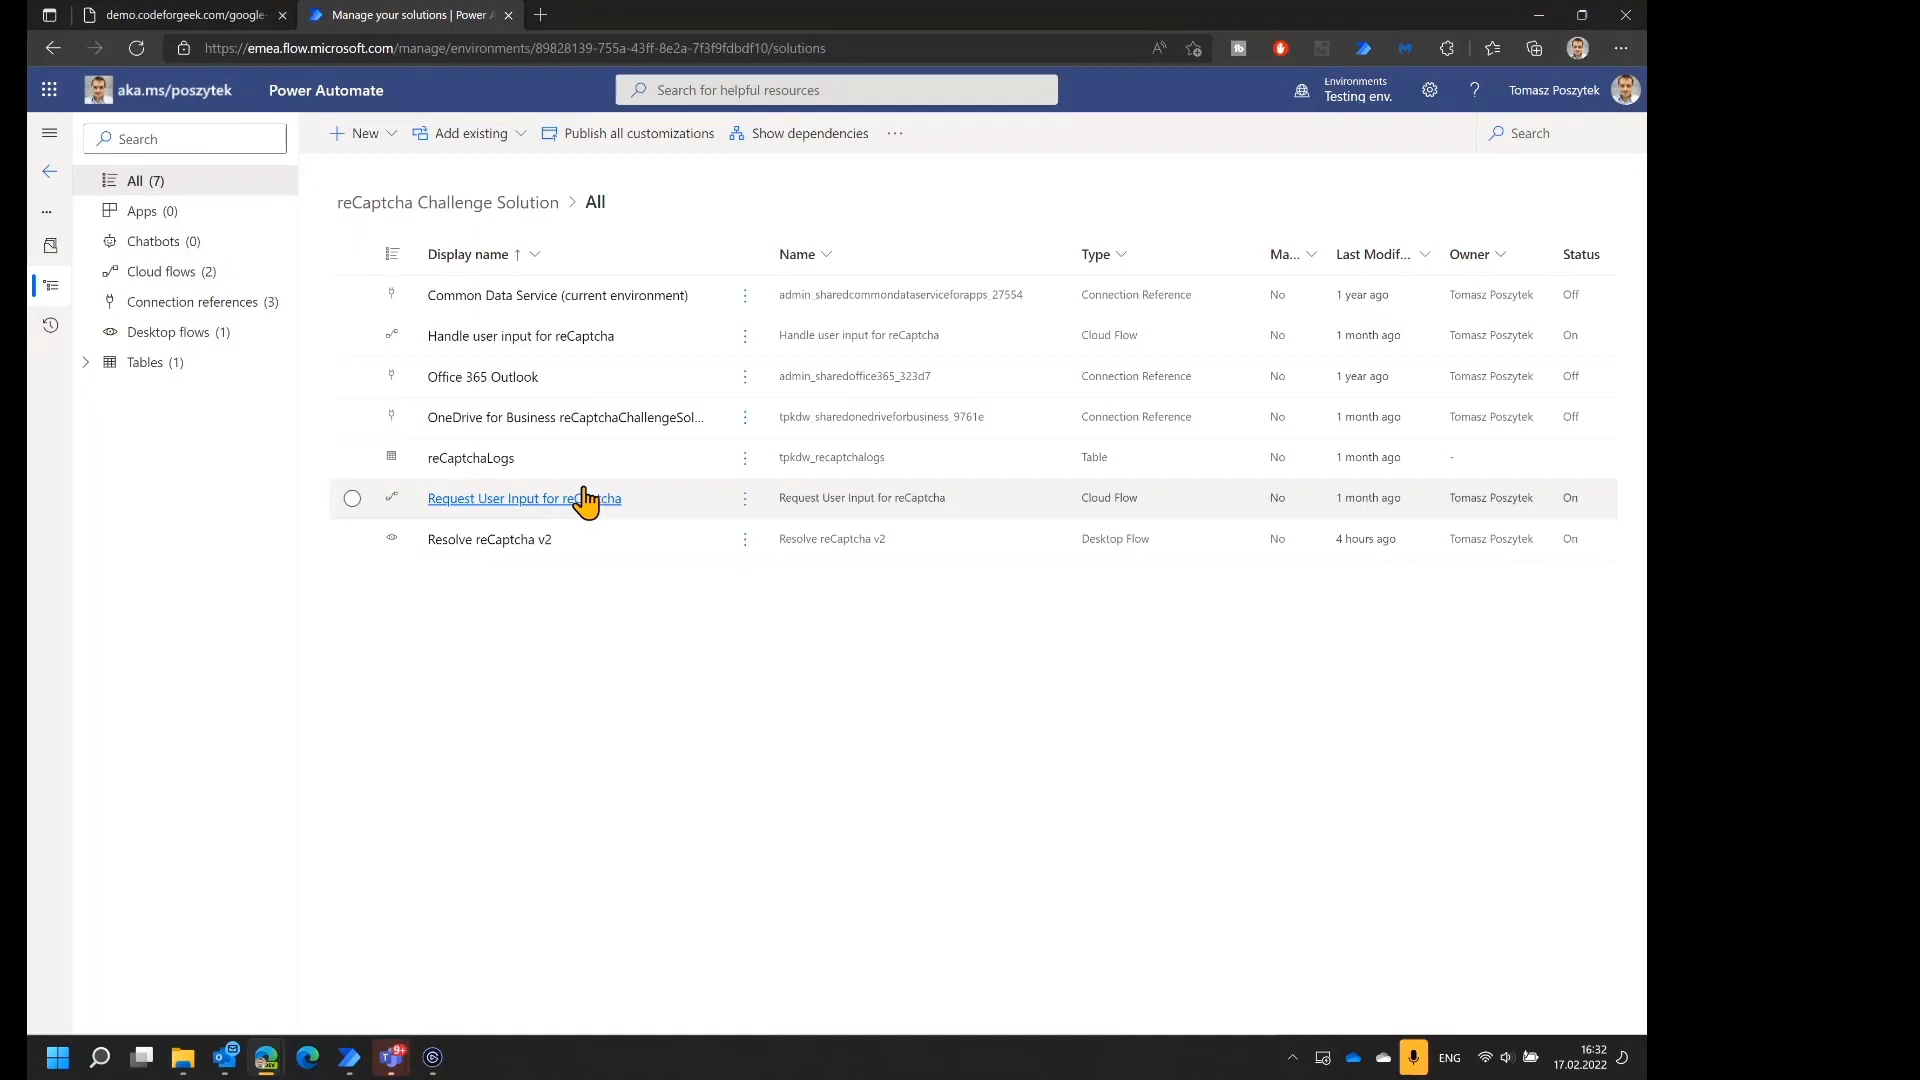 demo.codeforgeek.com/google-
Manage your solutions | Power A
https://emea.flow.microsoft.com/manage/environments/89828139-755a-43ff-8e2a-7f3f9fdbdf10/solutions
aka.ms/poszytek
Power Automate
Search for helpful resources
Environments
Testing env.
Tomasz Poszytek
Search
New
Add existing
Publish all customizations
Show dependencies
Search
All (7)
Apps (0)
Chatbots (0)
Cloud flows (2)
Connection references (3)
Desktop flows (1)
Tables (1)
reCaptcha Challenge Solution > All
Display name ↑ Name Type Ma... Last Modif... Owner Status
Common Data Service (current environment) admin_sharedcommondataserviceforapps_27554 Connection Reference No 1 year ago Tomasz Poszytek Off
Handle user input for reCaptcha Handle user input for reCaptcha Cloud Flow No 1 month ago Tomasz Poszytek On
Office 365 Outlook admin_sharedoffice365_323d7 Connection Reference No 1 year ago Tomasz Poszytek Off
OneDrive for Business reCaptchaChallengeSol... tpkdw_sharedonedriveforbusiness_9761e Connection Reference No 1 month ago Tomasz Poszytek Off
reCaptchaLogs tpkdw_recaptchalogs Table No 1 month ago -
Request User Input for reCaptcha Request User Input for reCaptcha Cloud Flow No 1 month ago Tomasz Poszytek On
Resolve reCaptcha v2 Resolve reCaptcha v2 Desktop Flow No 4 hours ago Tomasz Poszytek On
9+
ENG
16:32
17.02.2022